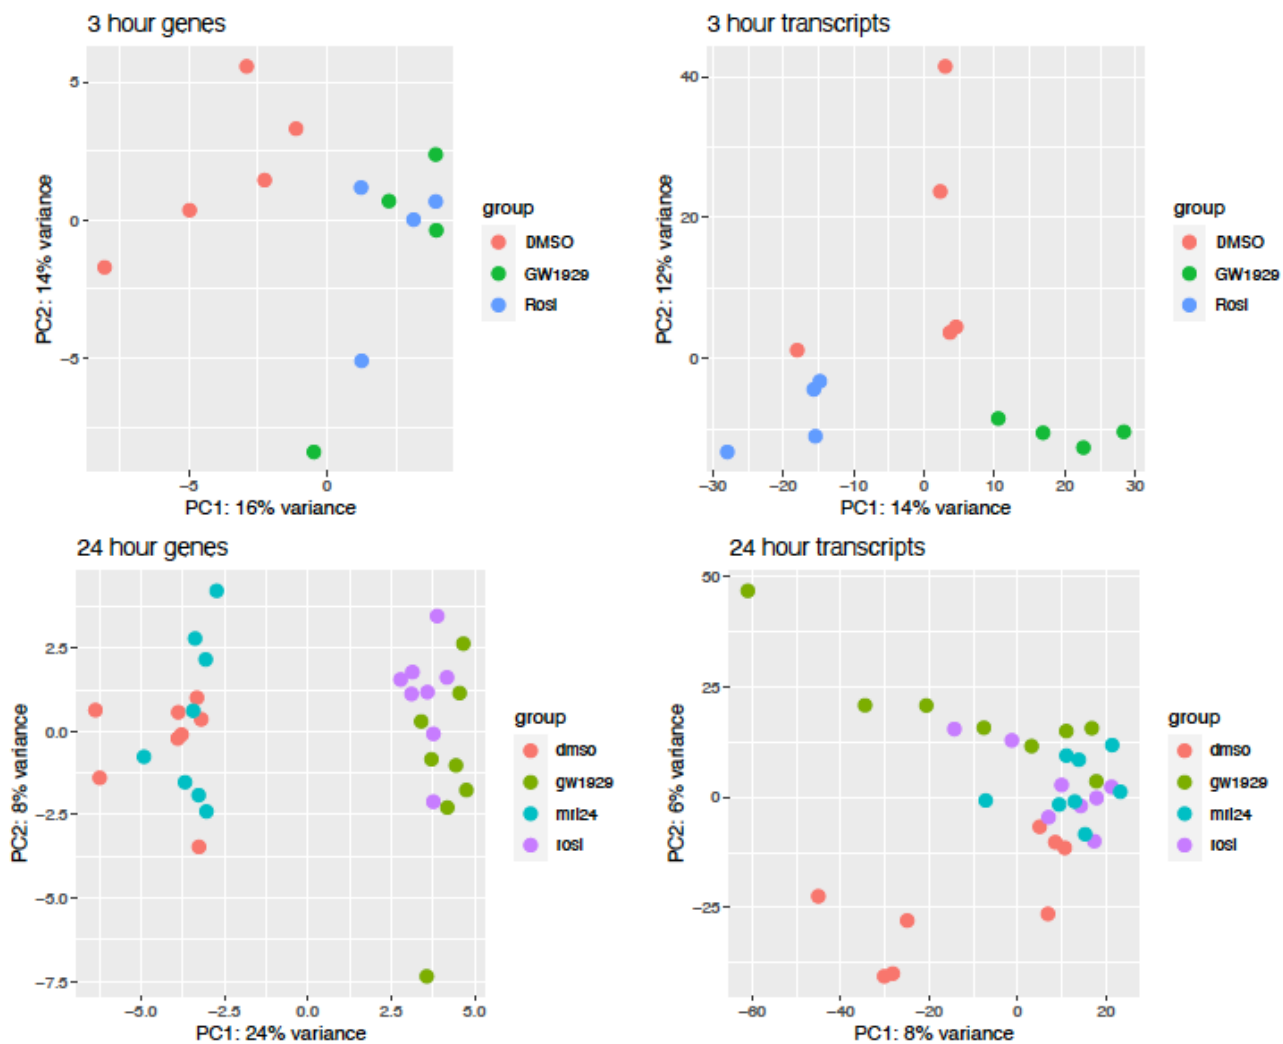 3 hour genes
5
0
−5
−5 0
PC1: 16% variance
PC2: 14% variance
group
DMSO
GW1929
Rosi
3 hour transcripts
40
20
0
−30 −20 −10 0 10 20 30
PC1: 14% variance
PC2: 12% variance
group
DMSO
GW1929
Rosi
24 hour genes
2.5
0.0
−2.5
−5.0
−7.5
−5.0 −2.5 0.0 2.5 5.0
PC1: 24% variance
PC2: 8% variance
group
dmso
gw1929
mrl24
rosi
24 hour transcripts
50
25
0
−25
−60 −40 −20 0 20
PC1: 8% variance
PC2: 6% variance
group
dmso
gw1929
mrl24
rosi